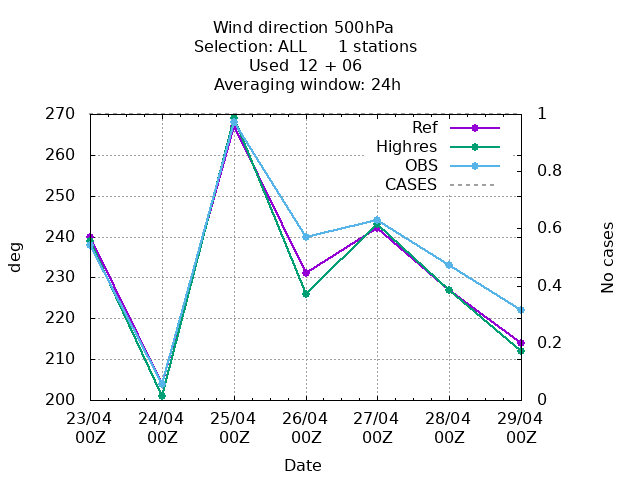 Wind direction 500hPa
Selection: ALL      1 stations
Used  12 + 06
Averaging window: 24h
270
260
250
240
230
220
210
200
deg
1
0.8
0.6
0.4
0.2
0
No cases
Ref
Highres
OBS
CASES
23/04 24/04 25/04 26/04 27/04 28/04 29/04
00Z 00Z 00Z 00Z 00Z 00Z 00Z
Date